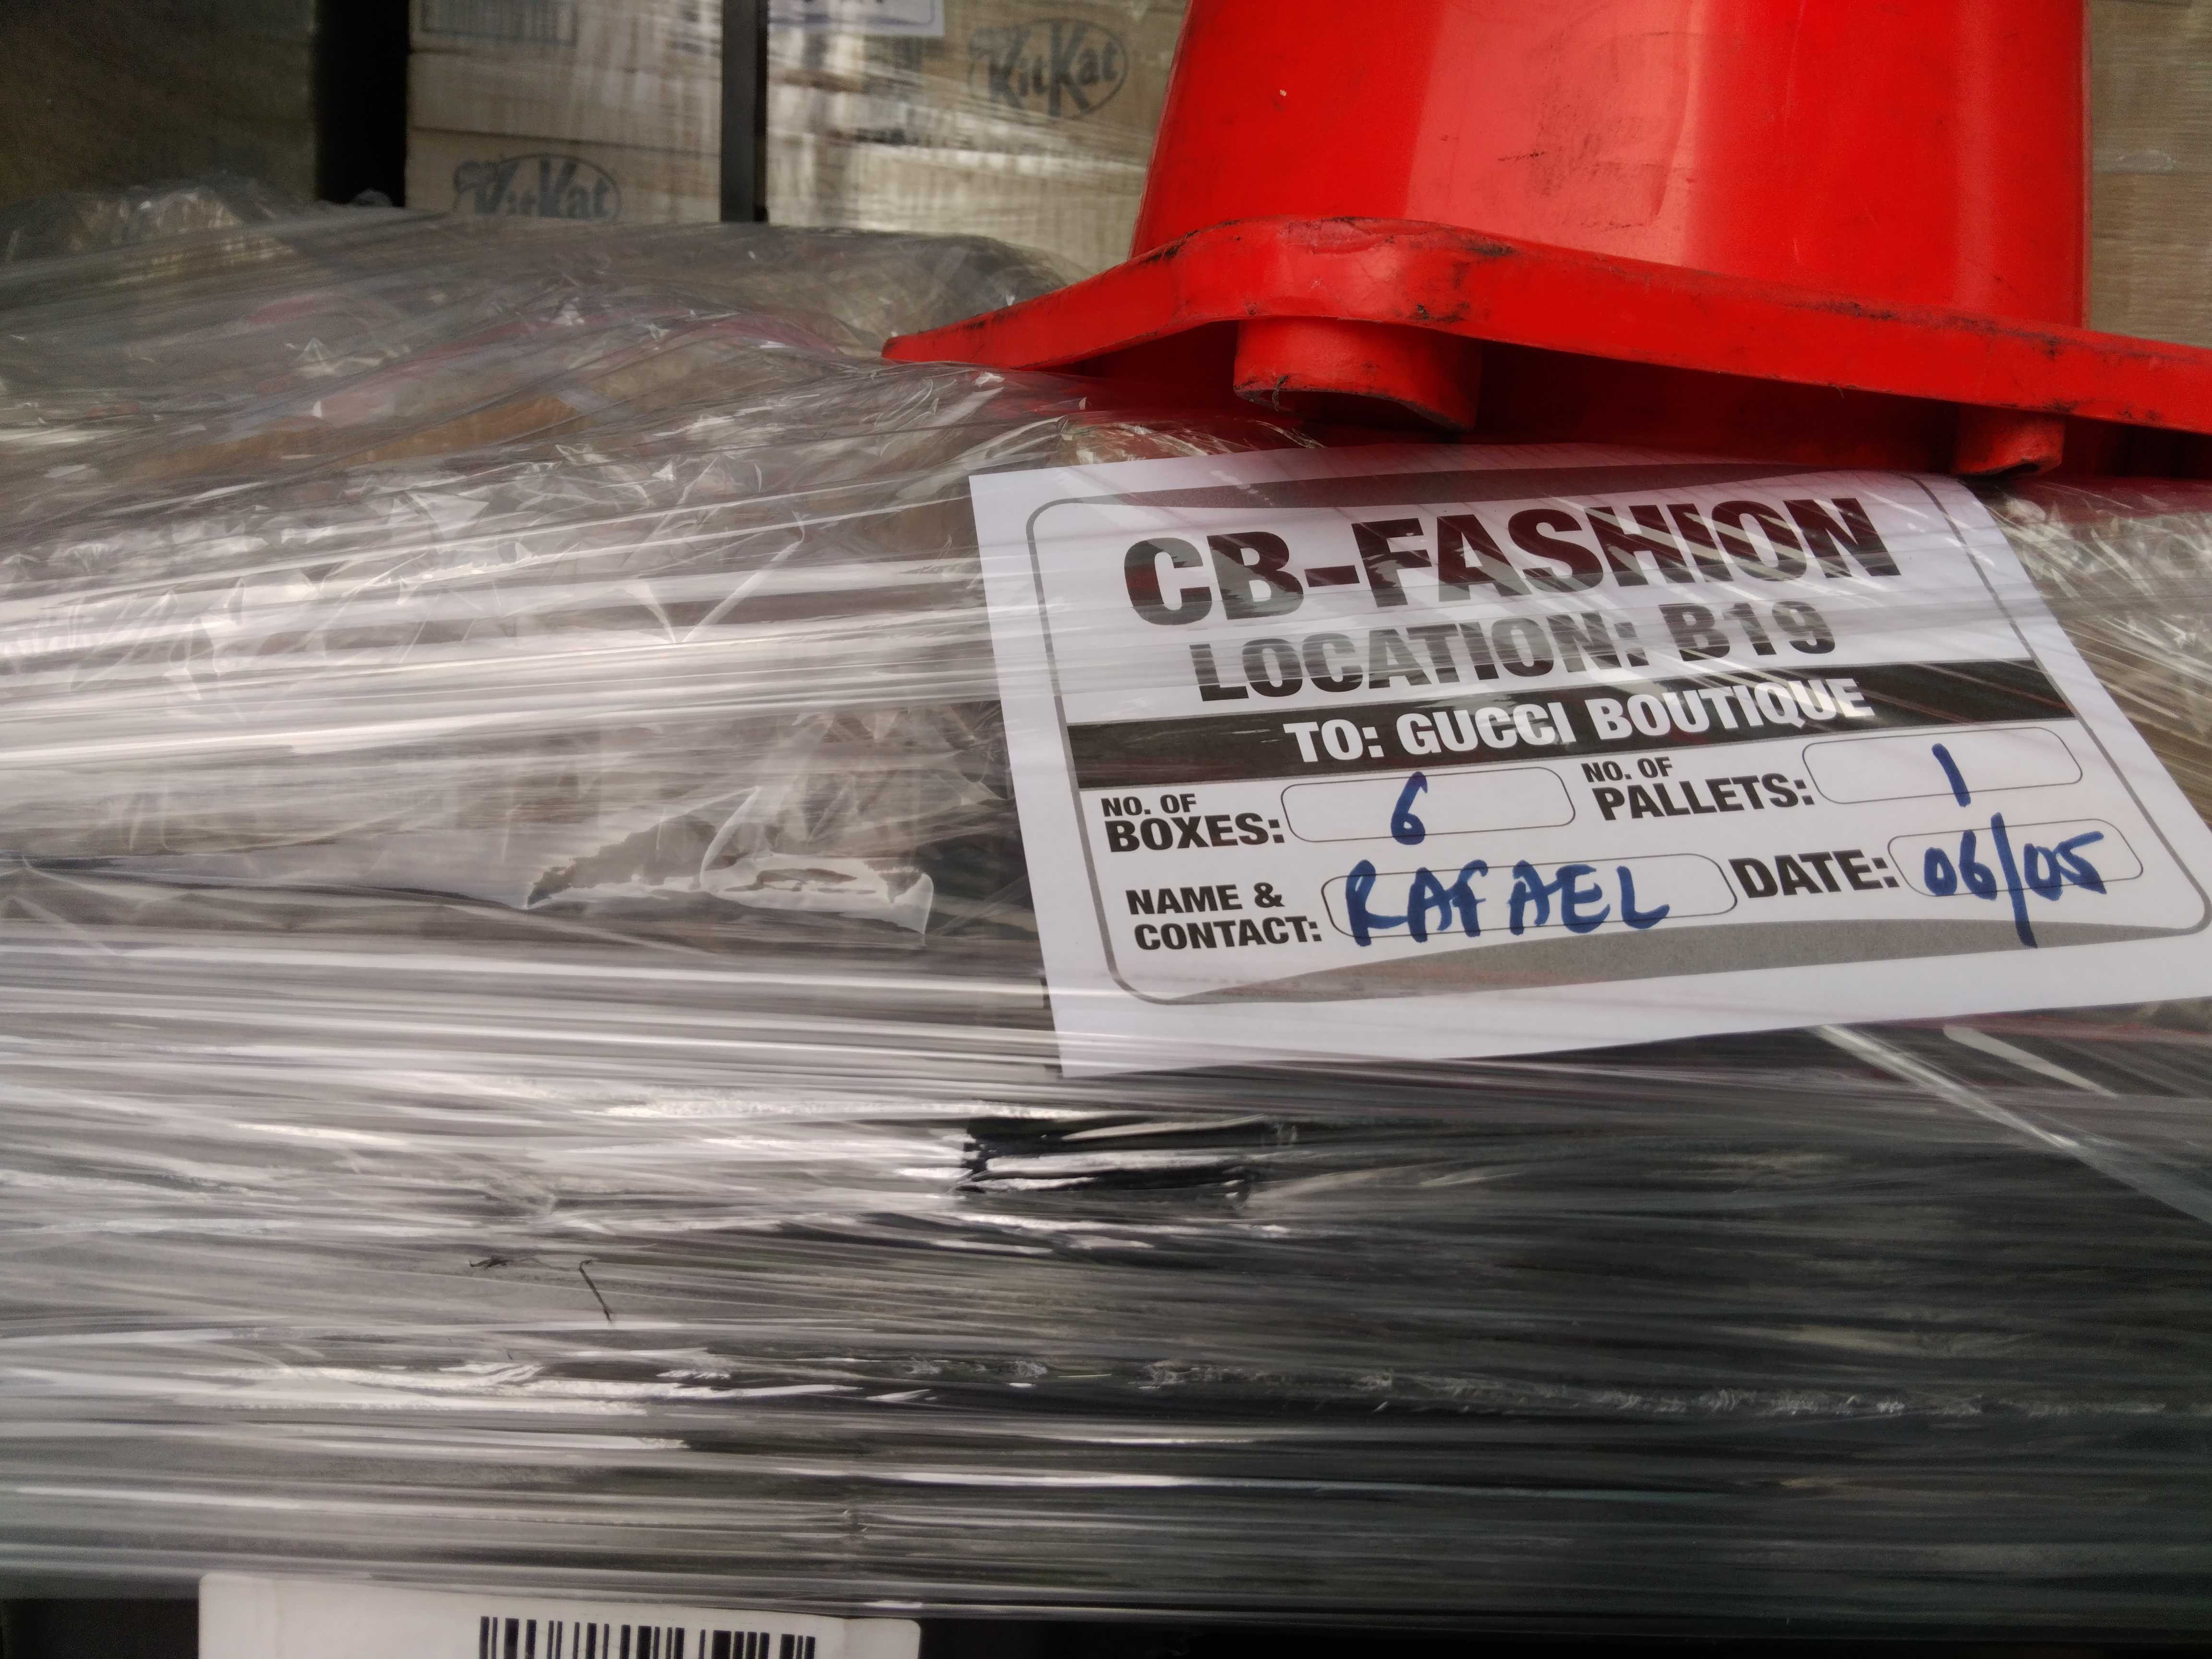 KitKat
KitKat
CB-FASHION
LOCATION: B19
TO: GUCCI BOUTIQUE
NO. OF BOXES: 6 NO. OF PALLETS: 1
NAME & CONTACT: RAFAEL DATE: 06/05